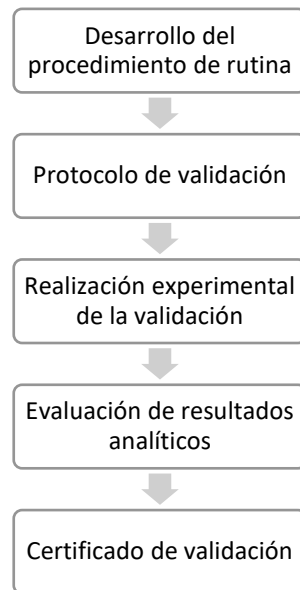 Desarrollo del
procedimiento de rutina
Protocolo de validación
Realización experimental
de la validación
Evaluación de resultados
analíticos
Certificado de validación